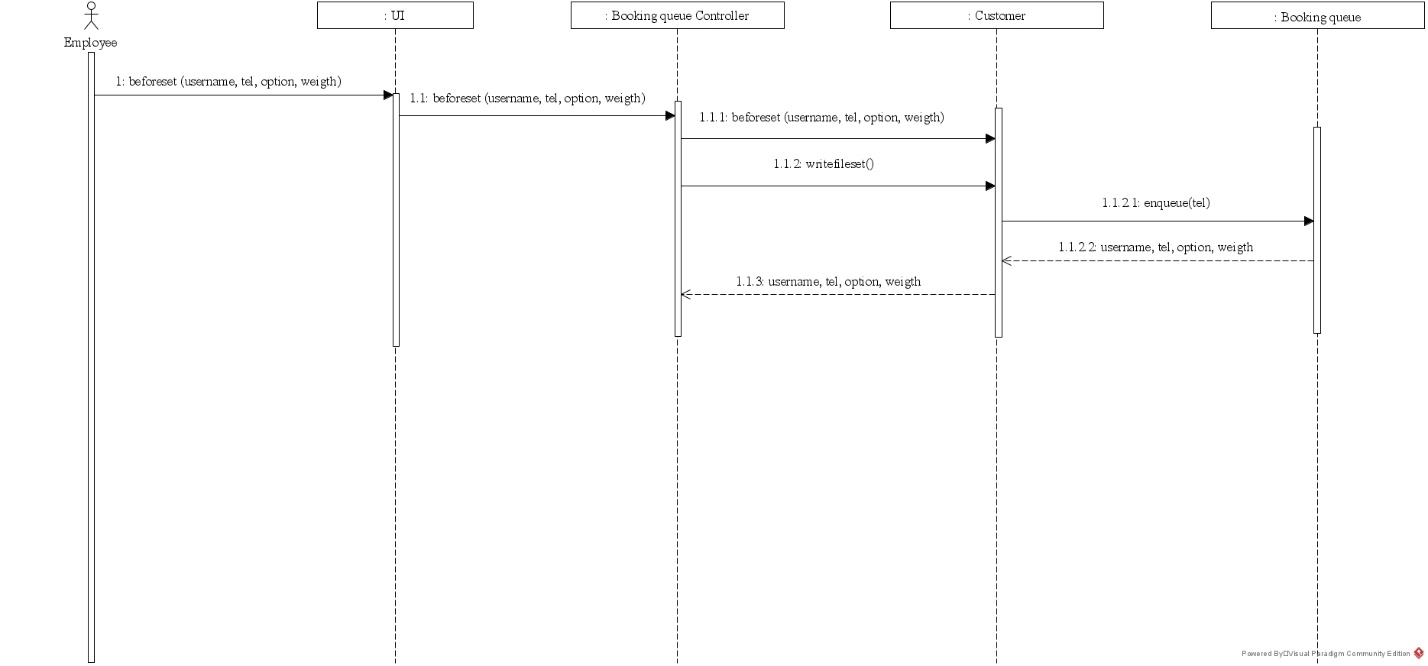 : UI
: Booking queue Controller
: Customer
: Booking queue
Employee
1: beforeset (username, tel, option, weigth)
1.1: beforeset (username, tel, option, weigth)
1.1.1: beforeset (username, tel, option, weigth)
1.1.2: writefileset()
1.1.2.1: enqueue(tel)
1.1.2.2: username, tel, option, weigth
1.1.3: username, tel, option, weigth
Powered By Visual Paradigm Community Edition